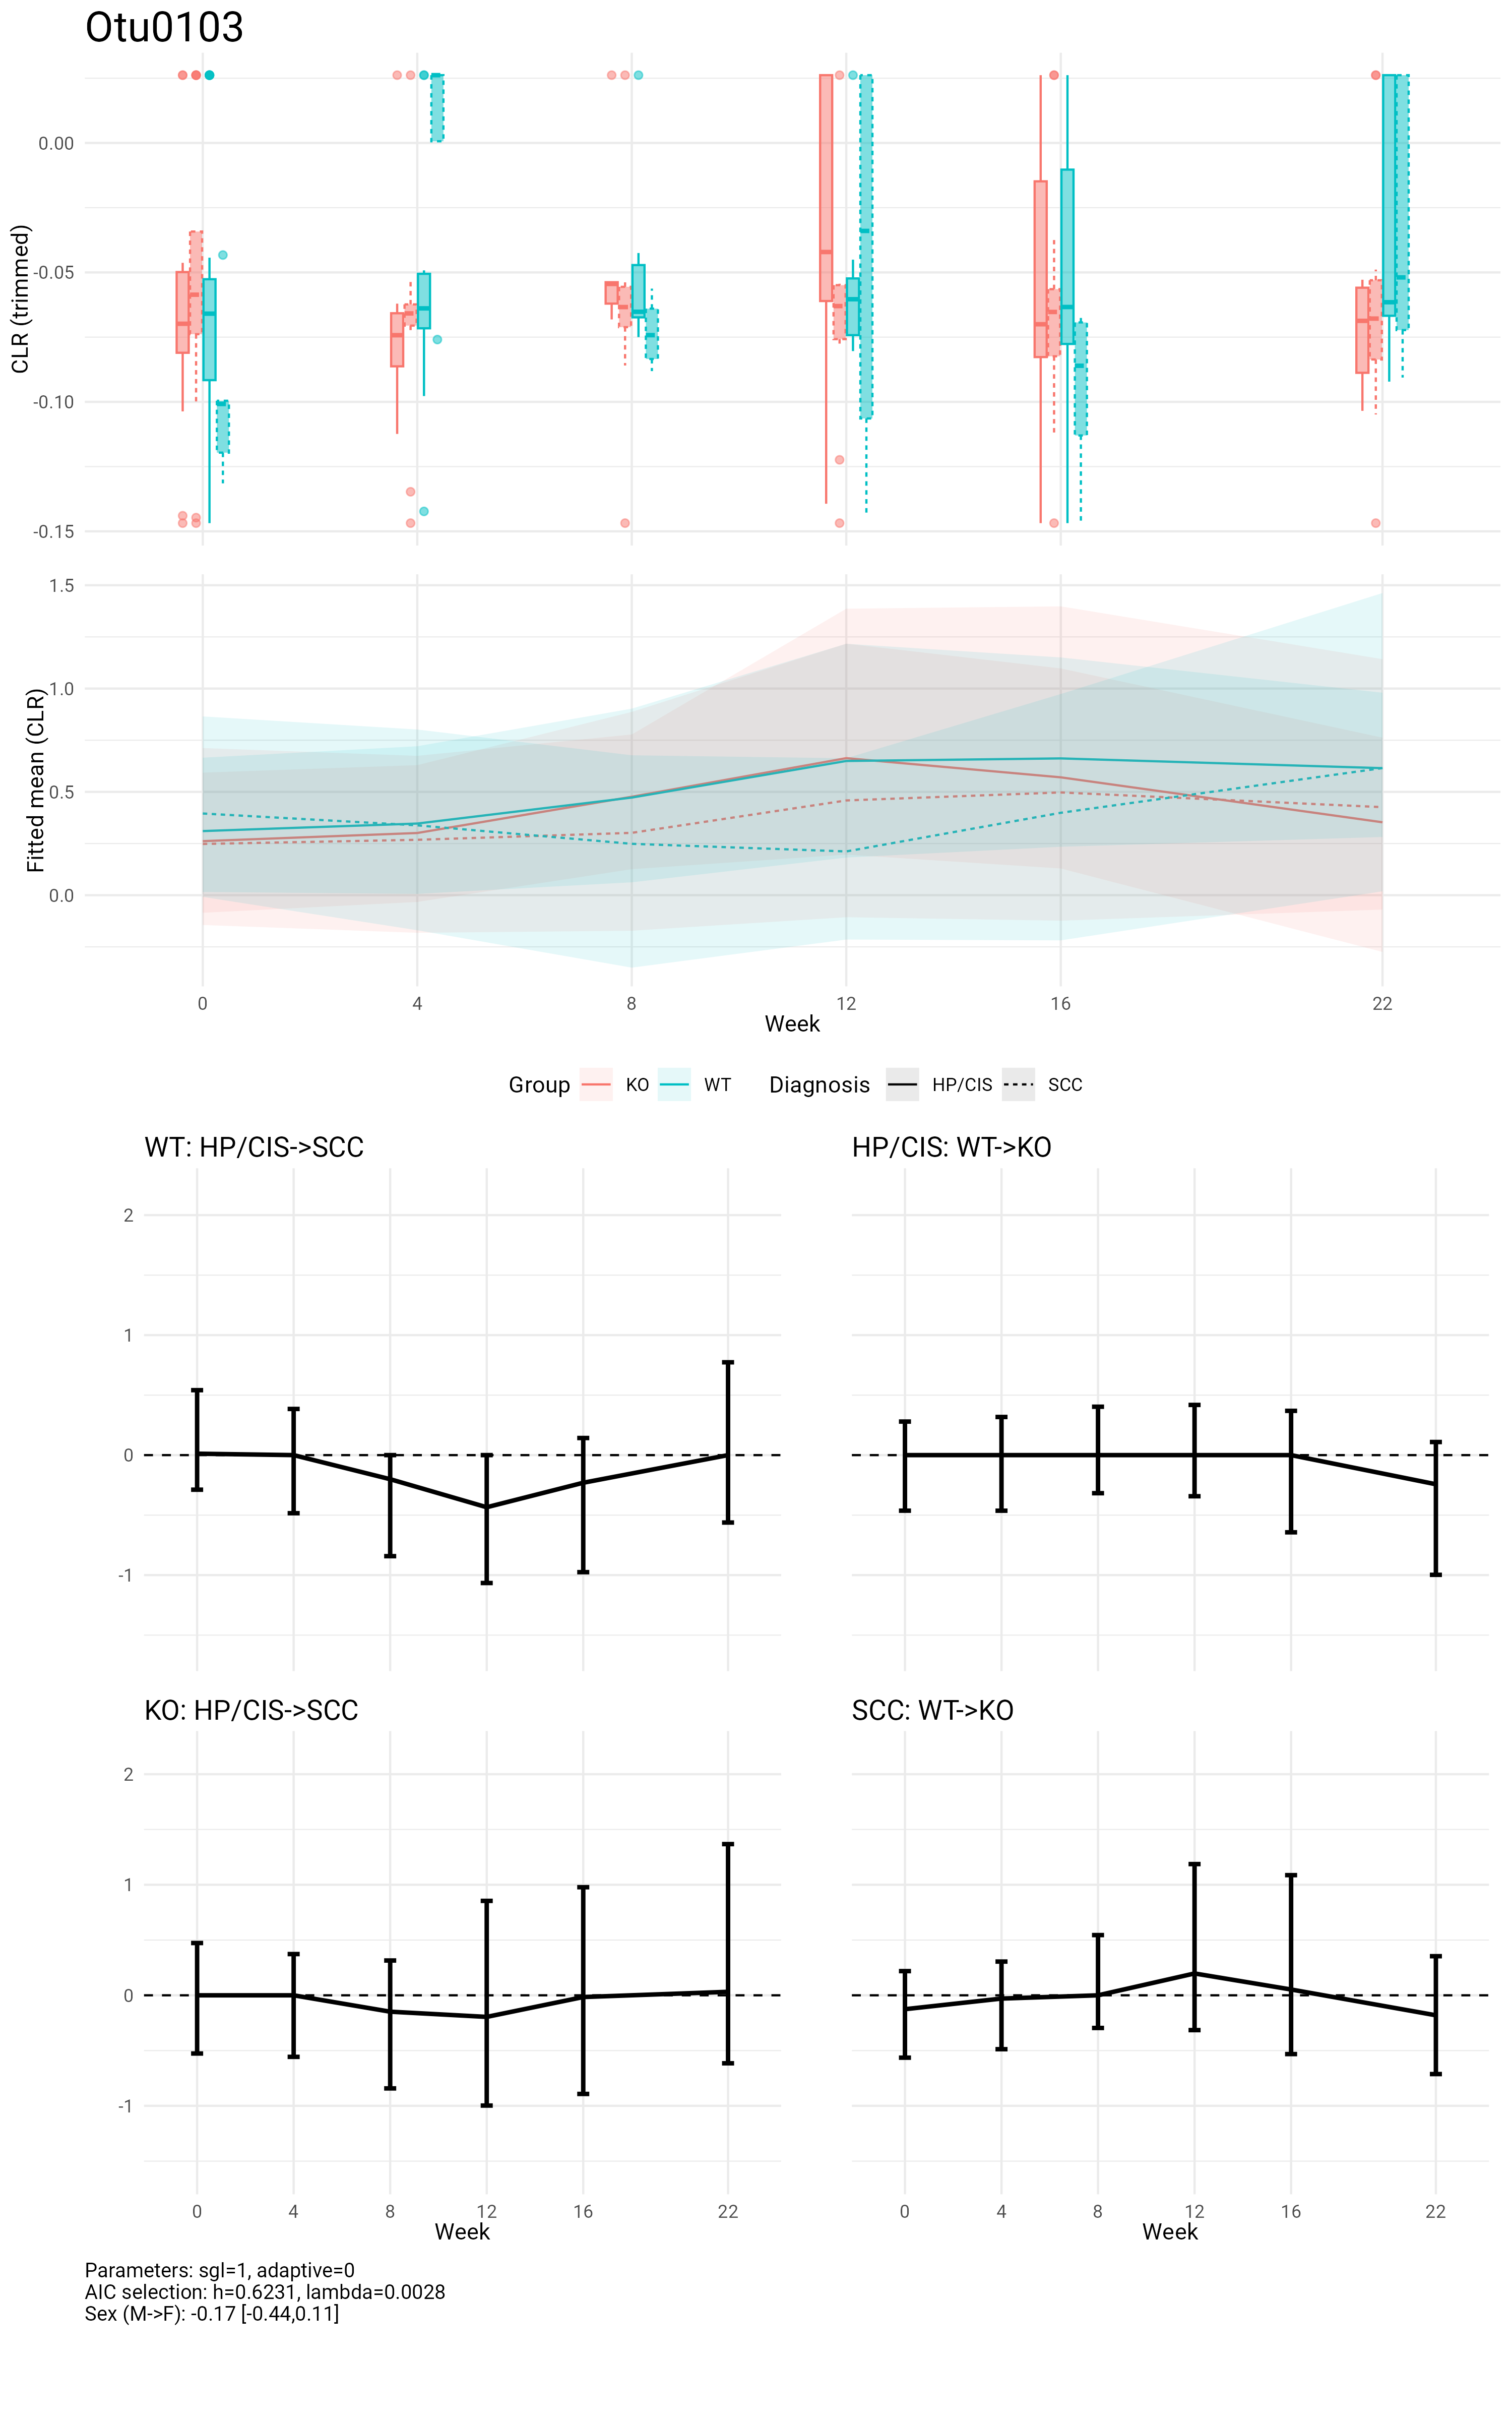 Otu0103
CLR (trimmed)
0.00
-0.05
-0.10
-0.15
Fitted mean (CLR)
1.5
1.0
0.5
0.0
0 4 8 12 16 22
Week
Group KO WT Diagnosis HP/CIS SCC
WT: HP/CIS->SCC
2
1
0
-1
HP/CIS: WT->KO
KO: HP/CIS->SCC
2
1
0
-1
0 4 8 12 16 22
Week
SCC: WT->KO
0 4 8 12 16 22
Week
Parameters: sgl=1, adaptive=0
AIC selection: h=0.6231, lambda=0.0028
Sex (M->F): -0.17 [-0.44,0.11]